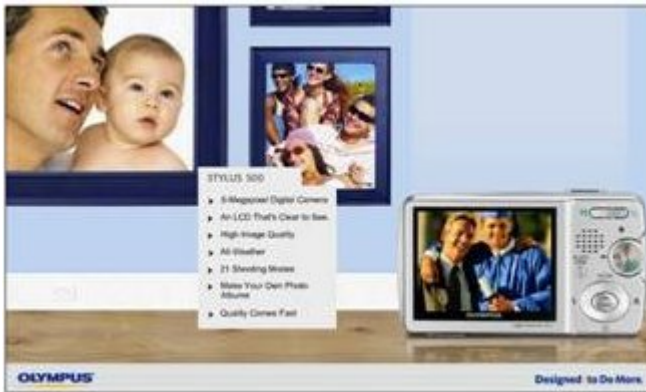 STYLUS 500
5-Megapixel Digital Camera
An LCD That's Clear to See.
High Image Quality
All-Weather
21 Shooting Modes
Make Your Own Photo
Albums
Quality Comes Fast
OLYMPUS
OLYMPUS
Designed to Do More.